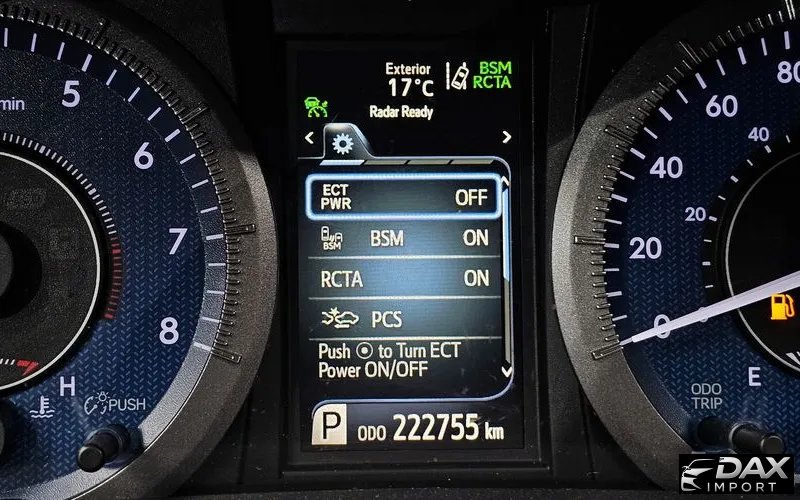 Exterior
17°C
BSM
RCTA
Radar Ready
ECT
PWR
OFF
BSM
BSM
ON
RCTA
ON
PCS
Push ⊙ to Turn ECT
Power ON/OFF
P
ODO 222755 km
min
5
6
7
8
H
PUSH
0
20
40
60
80
20
40
ODO
TRIP
E
DAX
IMPORT